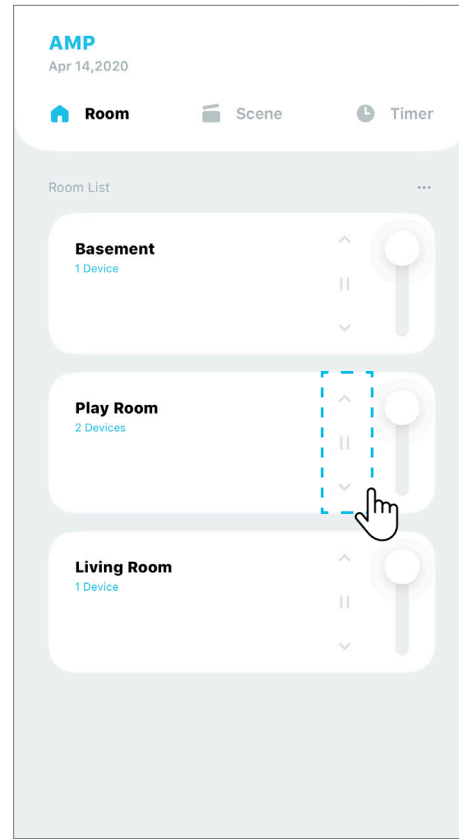 AMP
Apr 14,2020
Room Scene Timer
Room List
Basement
1 Device
Play Room
2 Devices
Living Room
1 Device